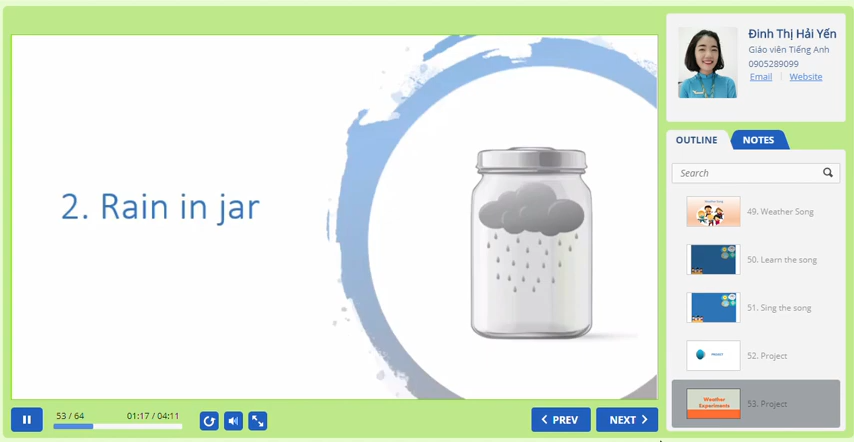 2. Rain in jar
53 / 64
01:17 / 04:11
PREV
NEXT
Đinh Thị Hải Yến
Giáo viên Tiếng Anh
0905289099
Email
Website
OUTLINE
NOTES
Search
49. Weather Song
50. Learn the song
51. Sing the song
PROJECT
52. Project
Weather
Experiments
53. Project